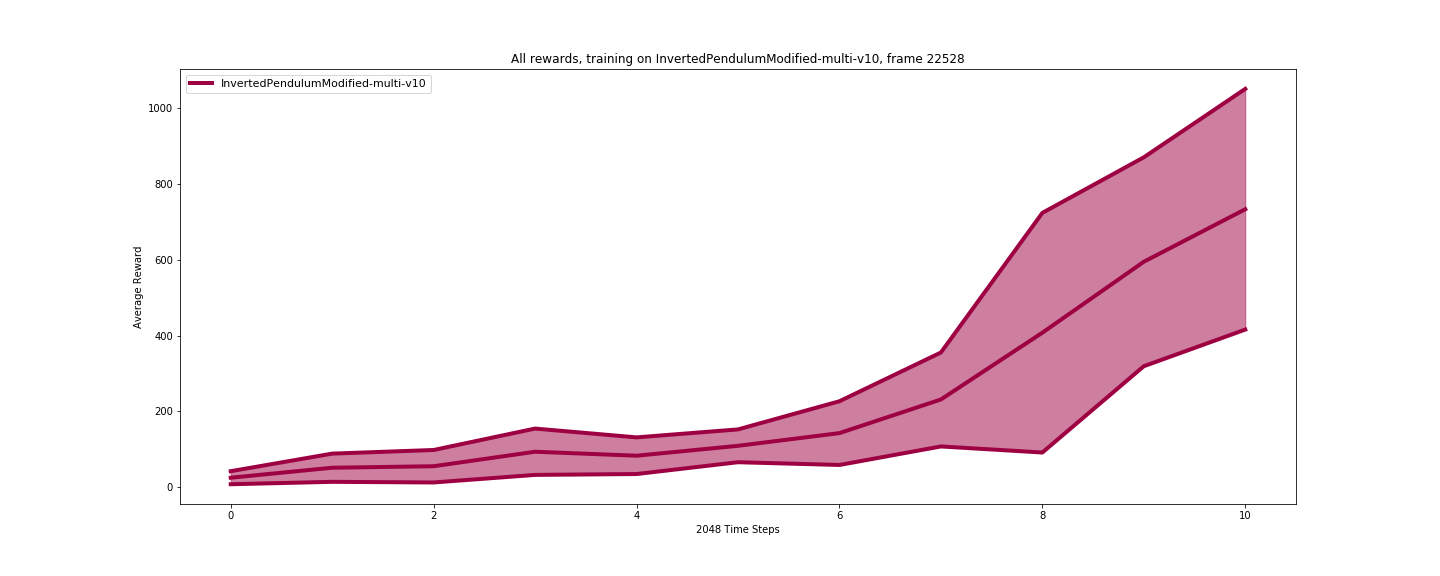 All rewards, training on InvertedPendulumModified-multi-v10, frame 22528
InvertedPendulumModified-multi-v10
1000
800
600
400
200
0
Average Reward
0 2 4 6 8 10
2048 Time Steps